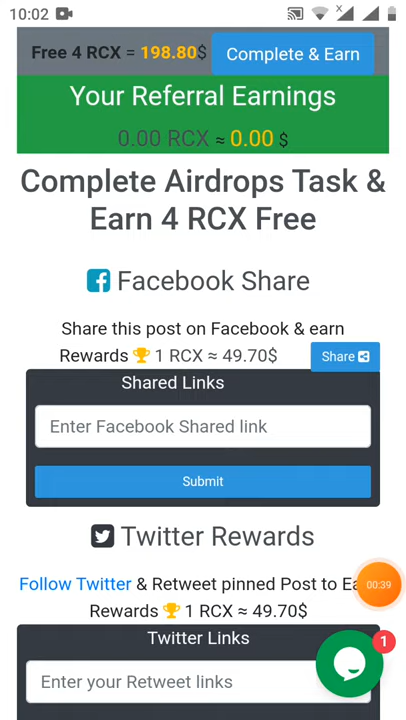 10:02
Free 4 RCX = 198.80$ Complete & Earn
Your Referral Earnings
0.00 RCX ≈ 0.00 $
Complete Airdrops Task &
Earn 4 RCX Free
Facebook Share
Share this post on Facebook & earn
Rewards 🏆 1 RCX ≈ 49.70$ Share
Shared Links
Enter Facebook Shared link
Submit
Twitter Rewards
Follow Twitter & Retweet pinned Post to Ea
00:39
Rewards 🏆 1 RCX ≈ 49.70$
Twitter Links
1
Enter your Retweet links